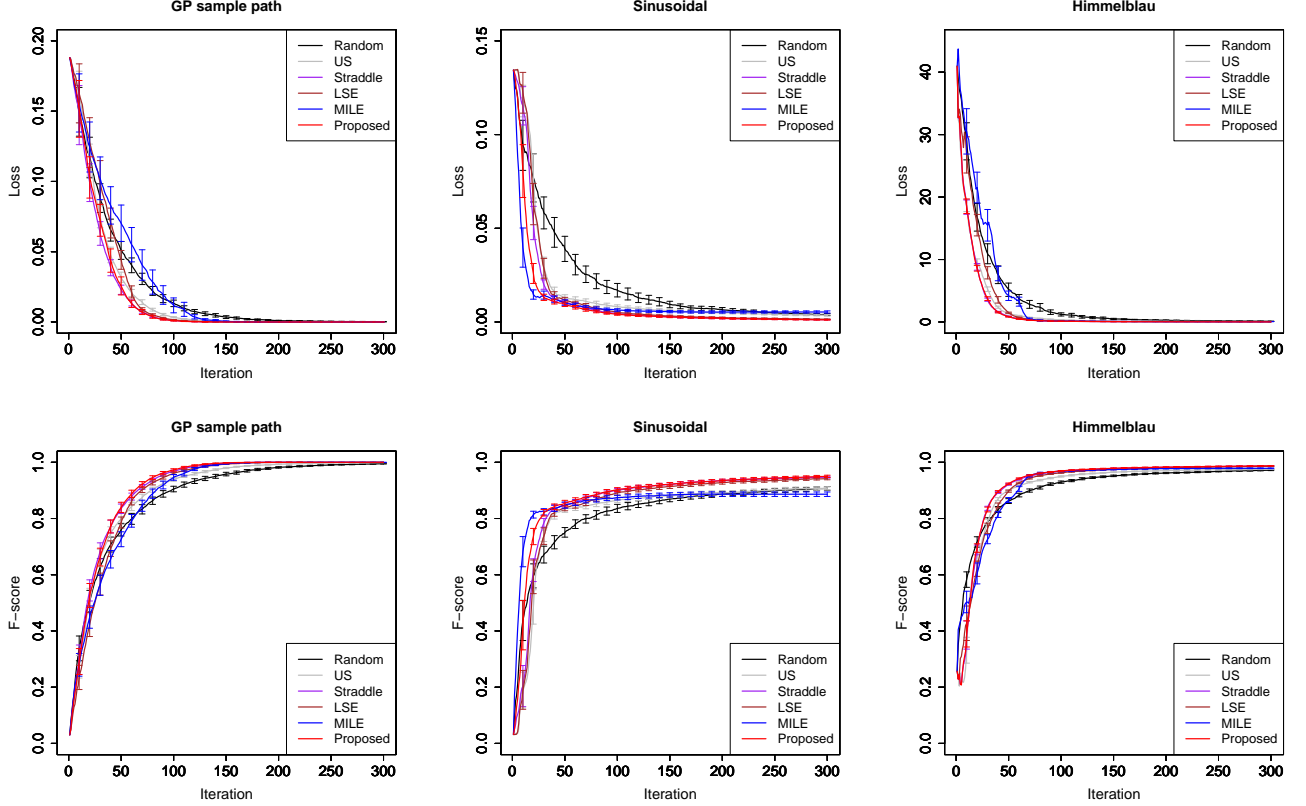 GP sample path
Sinusoidal
Himmelblau
0.20
0.15
0.10
0.05
0.00
Loss
0 50 100 150 200 250 300
Iteration
Random
US
Straddle
LSE
MILE
Proposed
0.15
0.10
0.05
0.00
Loss
0 50 100 150 200 250 300
Iteration
Random
US
Straddle
LSE
MILE
Proposed
40
30
20
10
0
Loss
0 50 100 150 200 250 300
Iteration
Random
US
Straddle
LSE
MILE
Proposed
GP sample path
Sinusoidal
Himmelblau
1.0
0.8
0.6
0.4
0.2
0.0
F−score
0 50 100 150 200 250 300
Iteration
Random
US
Straddle
LSE
MILE
Proposed
1.0
0.8
0.6
0.4
0.2
0.0
F−score
0 50 100 150 200 250 300
Iteration
Random
US
Straddle
LSE
MILE
Proposed
1.0
0.8
0.6
0.4
0.2
0.0
F−score
0 50 100 150 200 250 300
Iteration
Random
US
Straddle
LSE
MILE
Proposed